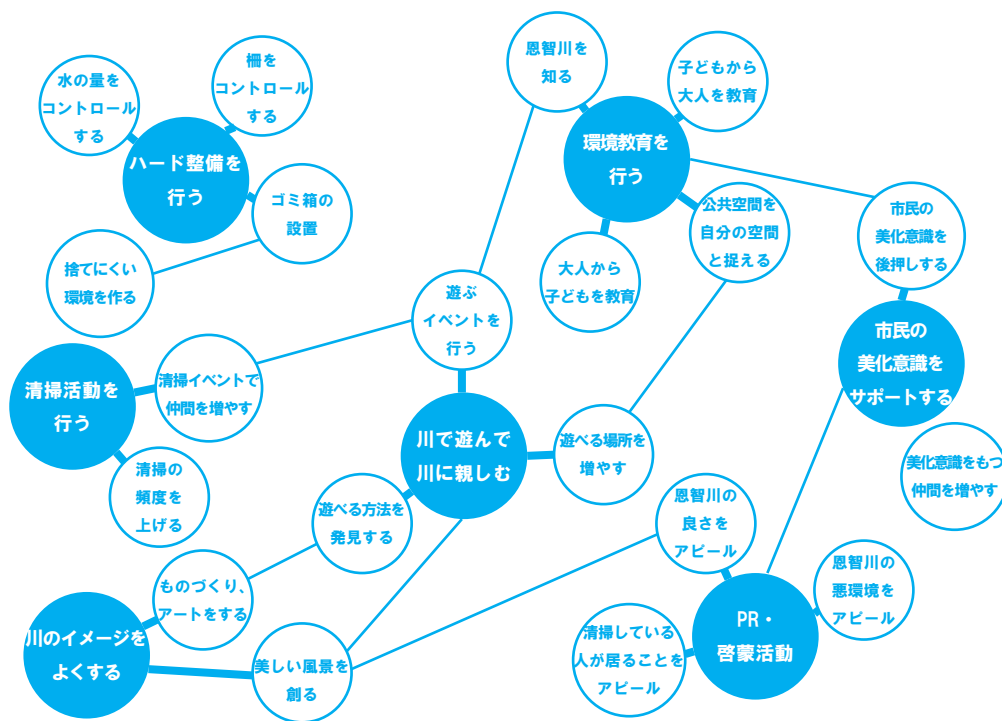 水の量を
コントロール
する
柵を
コントロール
する
ハード整備を
行う
ゴミ箱の
設置
捨てにくい
環境を作る
恩智川を
知る
子どもから
大人を教育
環境教育を
行う
公共空間を
自分の空間
と捉える
大人から
子どもを教育
市民の
美化意識を
後押しする
市民の
美化意識を
サポートする
美化意識をもつ
仲間を増やす
遊ぶ
イベントを
行う
清掃活動を
行う
清掃イベントで
仲間を増やす
清掃の
頻度を
上げる
川で遊んで
川に親しむ
遊べる場所を
増やす
遊べる方法を
発見する
ものづくり、
アートをする
川のイメージを
よくする
美しい風景を
創る
恩智川の
良さを
アピール
恩智川の
悪環境を
アピール
PR・
啓蒙活動
清掃している
人が居ることを
アピール